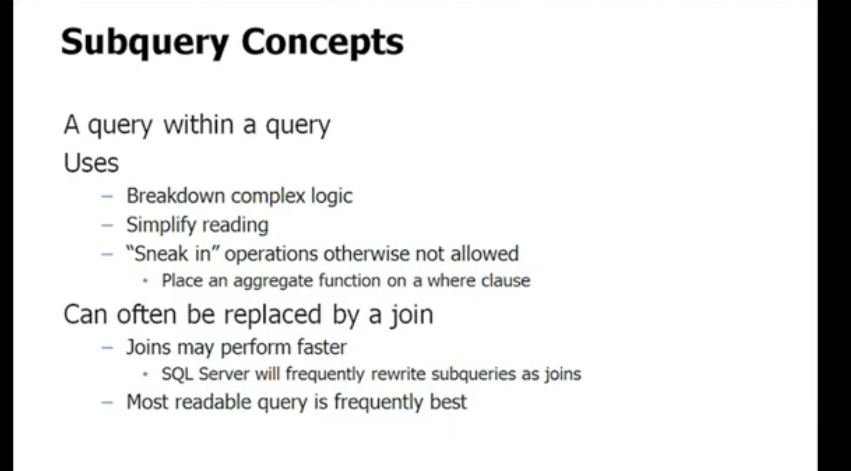 Subquery Concepts
A query within a query
Uses
– Breakdown complex logic
– Simplify reading
– “Sneak in” operations otherwise not allowed
• Place an aggregate function on a where clause
Can often be replaced by a join
– Joins may perform faster
• SQL Server will frequently rewrite subqueries as joins
– Most readable query is frequently best